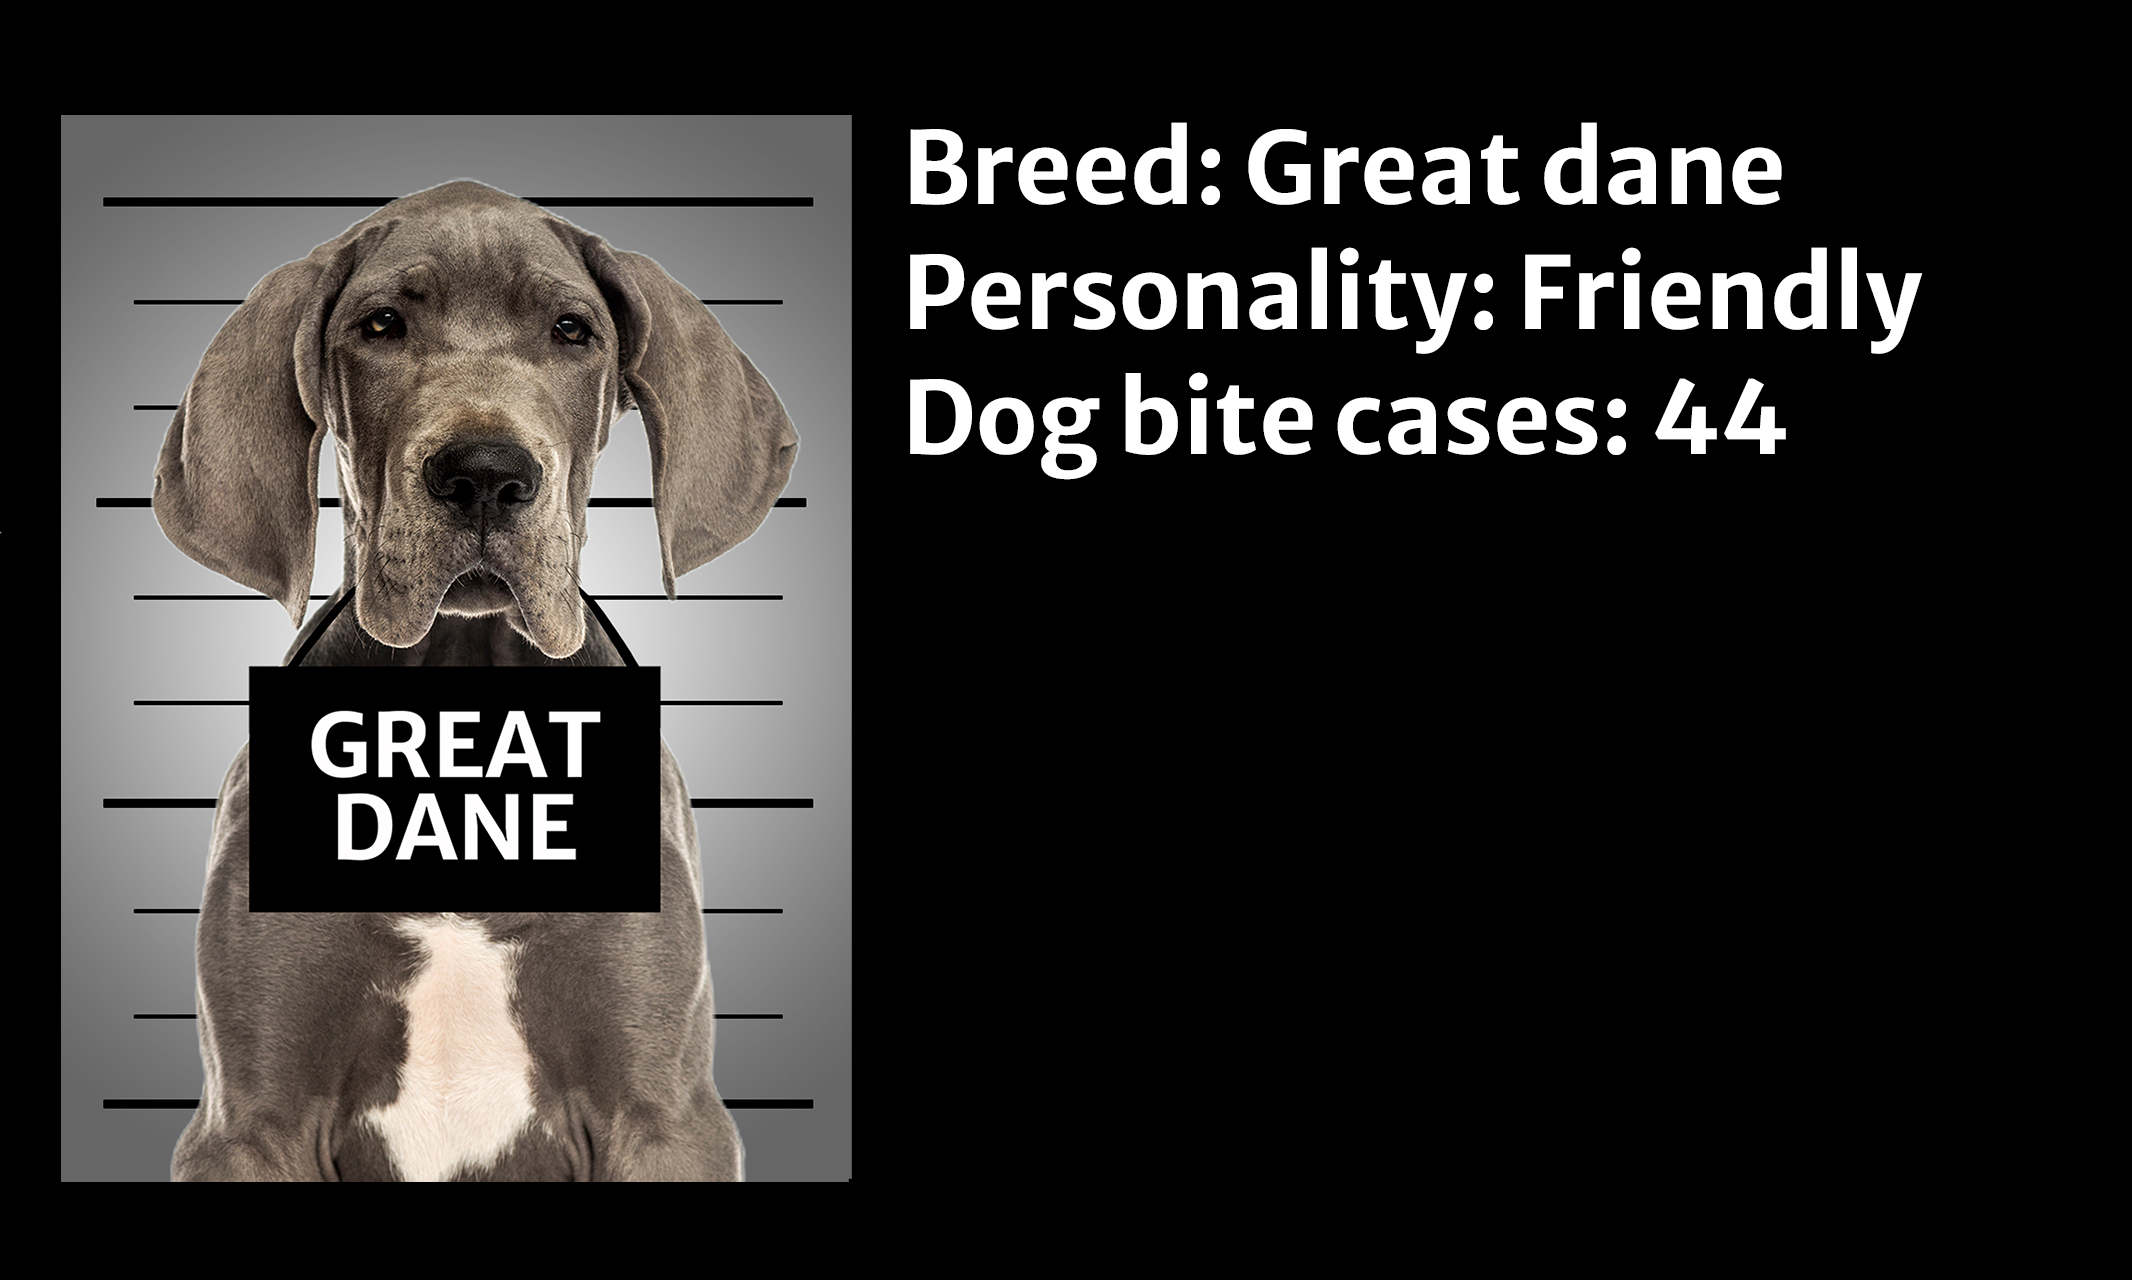 Breed: Great dane
Personality: Friendly
Dog bite cases: 44
GREAT
DANE